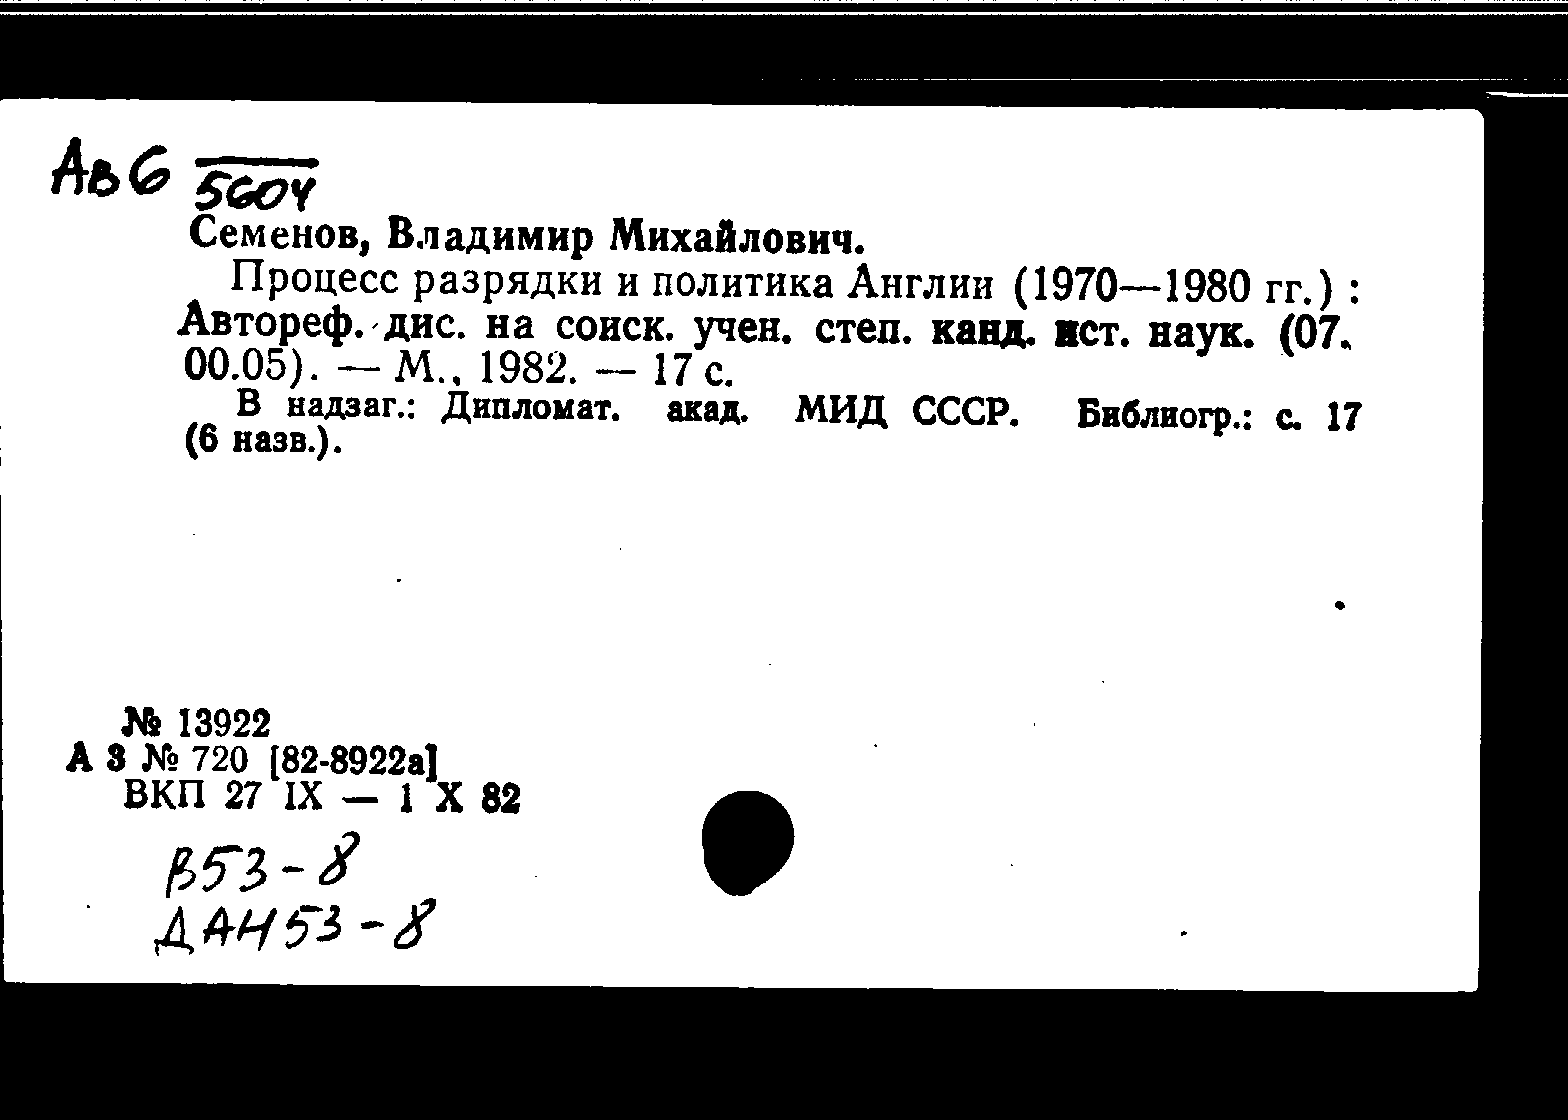 Ав6 5604
Семенов, Владимир Михайлович.
Процесс разрядки и политика Англии (1970—1980 гг.) :
Автореф. дис. на соиск. учен. степ. канд. ист. наук. (07.
00.05). — М., 1982. — 17 с.
В надзаг.: Дипломат. акад. МИД СССР. Библиогр.: с. 17
(6 назв.).
№ 13922
А 3 № 720 [82-8922а]
ВКП 27 IX — 1 X 82
В53-8
ДАН53-8